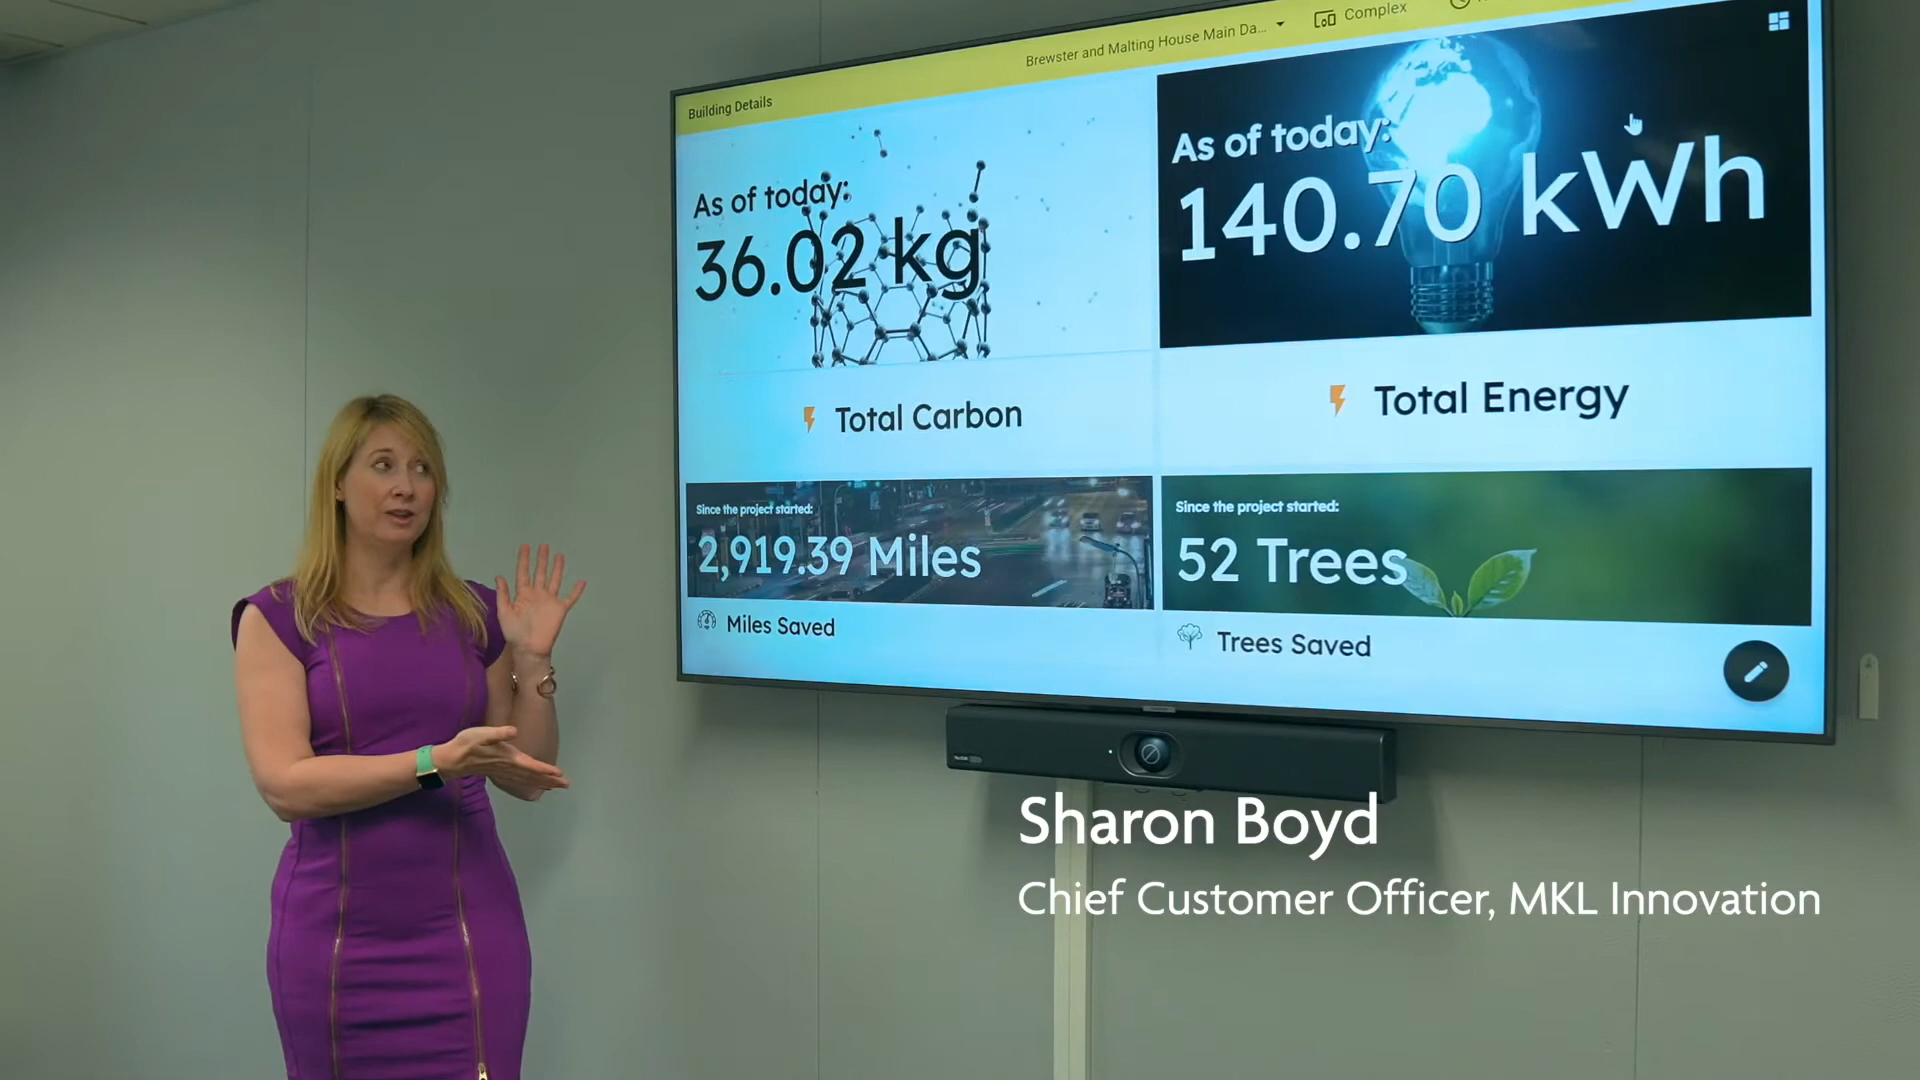 Building Details
Brewster and Malting House Main Da...
Complex
As of today:
36.02 kg
Total Carbon
As of today:
140.70 kWh
Total Energy
Since the project started:
2,919.39 Miles
Miles Saved
Since the project started:
52 Trees
Trees Saved
Sharon Boyd
Chief Customer Officer, MKL Innovation